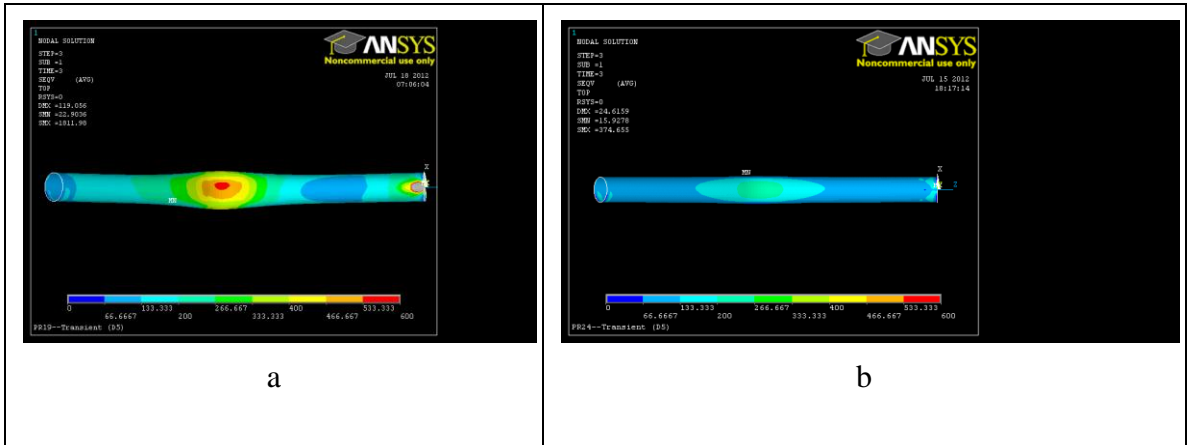 1
NODAL SOLUTION
STEP=3
SUB =1
TIME=3
SEQV (AVG)
TOP
RSYS=0
DMX =119.056
SMN =22.9036
SMX =1811.98
ANSYS
Noncommercial use only
JUL 18 2012
07:06:04
X
MN
0 133.333 266.667 400 533.333
66.6667 200 333.333 466.667 600
PR19--Transient (D5)
a
1
NODAL SOLUTION
STEP=3
SUB =1
TIME=3
SEQV (AVG)
TOP
RSYS=0
DMX =24.6159
SMN =15.9278
SMX =374.655
ANSYS
Noncommercial use only
JUL 15 2012
18:17:14
MN
X
Z
0 133.333 266.667 400 533.333
66.6667 200 333.333 466.667 600
PR24--Transient (D5)
b